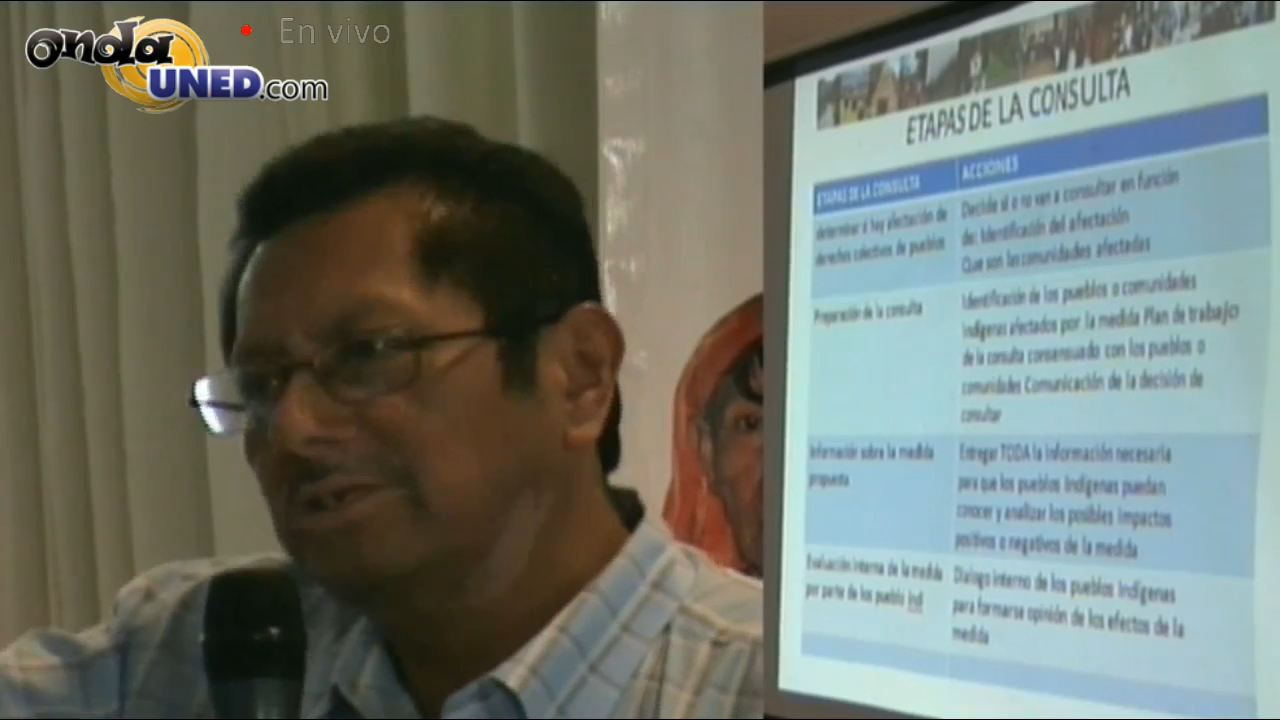 onda
UNED.com
En vivo
ETAPAS DE LA CONSULTA
ETAPAS DE LA CONSULTA
ACCIONES
determinar si hay afectación de
derechos colectivos de pueblos
Decide si o no van a consultar en función
de: Identificación del afectación
Que son las comunidades afectadas
Preparación de la consulta
Identificación de los pueblos o comunidades
indígenas afectados por la medida Plan de trabajo
de la consulta consensuado con los pueblos o
comunidades Comunicación de la decisión de
consultar
Información sobre la medida
propuesta
Entregar TODA la información necesaria
para que los pueblos indígenas puedan
conocer y analizar los posibles impactos
positivos o negativos de la medida
Evaluación interna de la medida
por parte de los pueblo ind
Dialogo interno de los pueblos indígenas
para formarse opinión de los efectos de la
medida